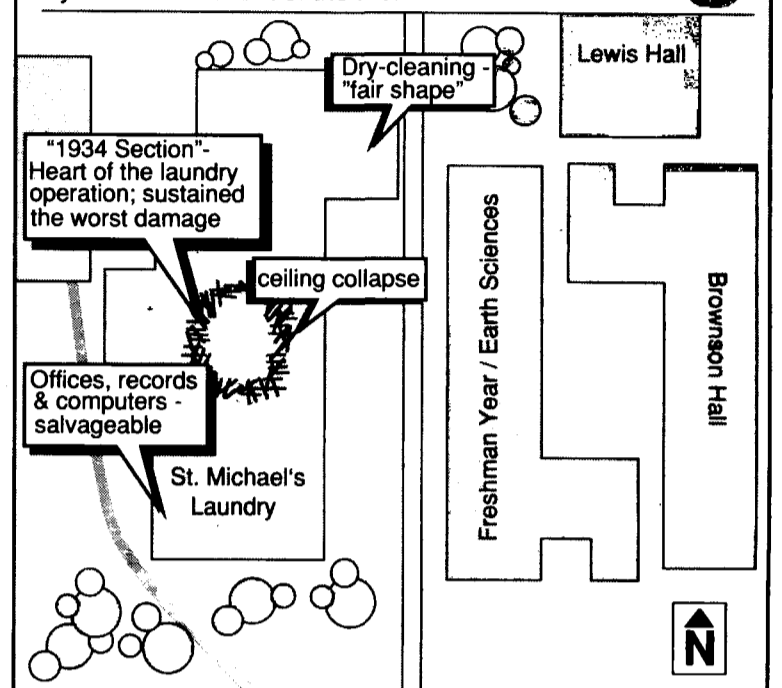 Lewis Hall
Dry-cleaning -
"fair shape"
"1934 Section"-
Heart of the laundry
operation; sustained
the worst damage
ceiling collapse
Offices, records
& computers -
salvageable
St. Michael's
Laundry
Freshman Year / Earth Sciences
Brownson Hall
N